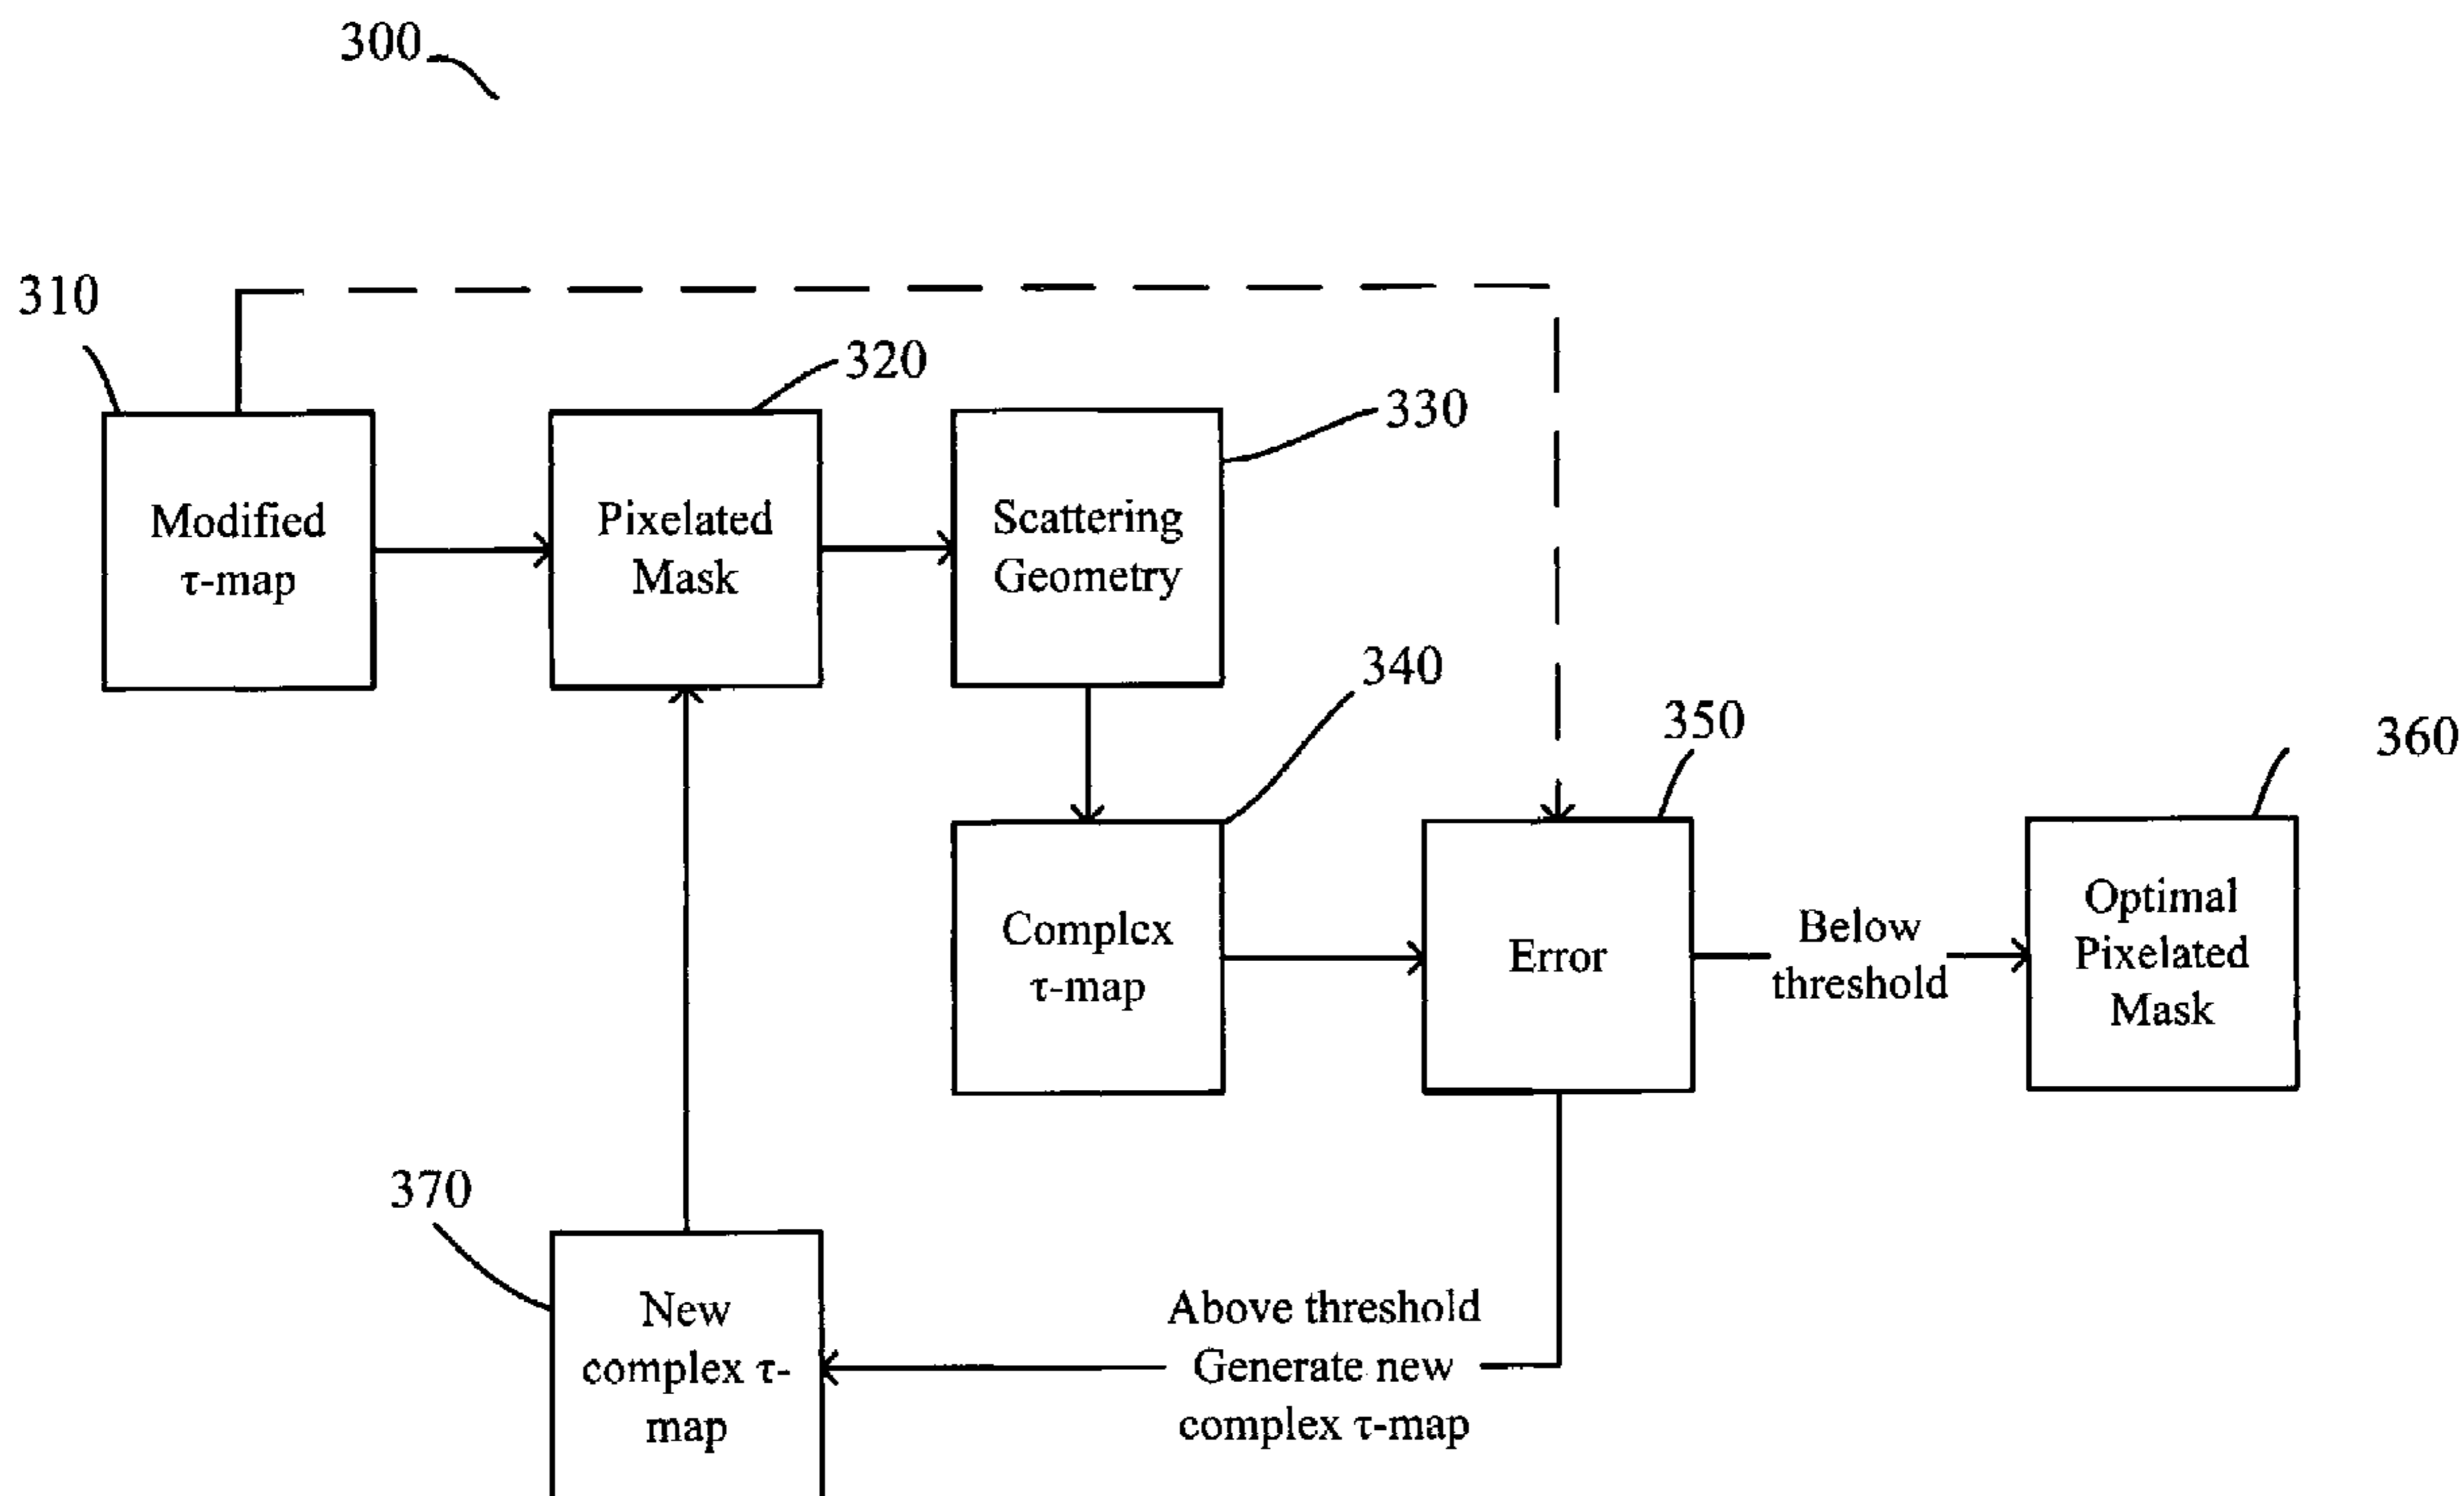 300
310
320
330
Modified
τ-map
Pixelated
Mask
Scattering
Geometry
340
350
360
Complex
τ-map
Error
Below
threshold
Optimal
Pixelated
Mask
370
New
complex τ-
map
Above threshold
Generate new
complex τ-map